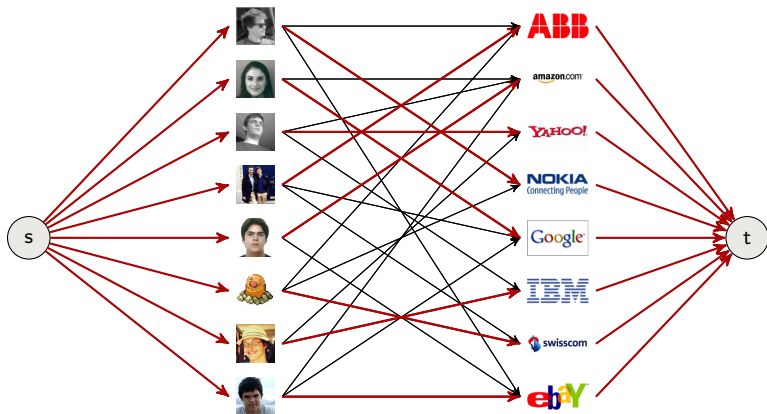 ABB
amazon.com
YAHOO!
NOKIA
Connecting People
s
Google
t
IBM
swisscom
ebaY